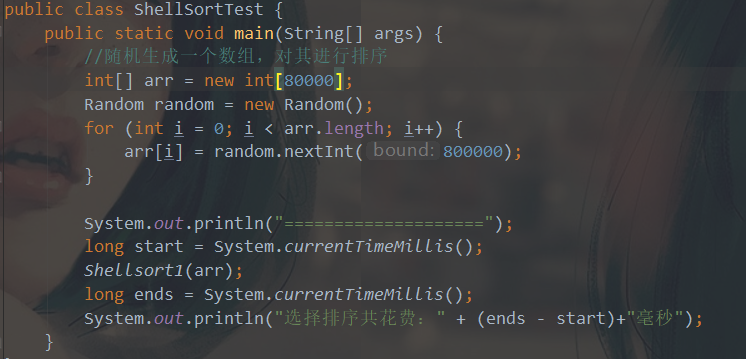 public class ShellSortTest {
    public static void main(String[] args) {
        //随机生成一个数组，对其进行排序
        int[] arr = new int[80000];
        Random random = new Random();
        for (int i = 0; i < arr.length; i++) {
            arr[i] = random.nextInt( bound: 800000);
        }
        System.out.println("====================");
        long start = System.currentTimeMillis();
        Shellsort1(arr);
        long ends = System.currentTimeMillis();
        System.out.println("选择排序共花费：" + (ends - start)+"毫秒");
    }